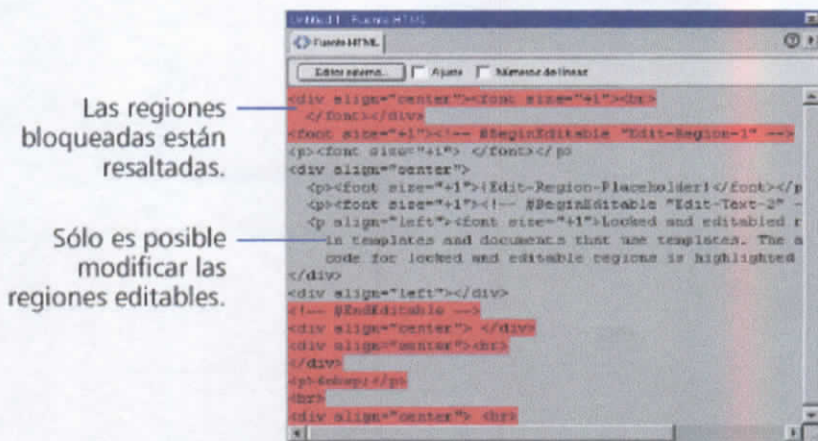 Untitled 1 - Fuente HTML
Fuente HTML
Editor externo... Ajuste Números de líneas
Las regiones
bloqueadas están
resaltadas.
Sólo es posible
modificar las
regiones editables.
<div align="center"><font size="+1"><br>
</font></div>
<font size="+1"><!-- #BeginEditable "Edit-Region-1" -->
<p><font size="+1"> </font></p>
<div align="center">
<p><font size="+1">{Edit-Region-Placeholder}</font></p
<p><font size="+1"><!-- #BeginEditable "Edit-Text-2" -
<p align="left"><font size="+1">Locked and editabled r
in templates and documents that use templates. The a
code for locked and editable regions is highlighted
</div>
<div align="left"></div>
<!-- #EndEditable -->
<div align="center"> </div>
<div align="center"><br>
</div>
<p>&nbsp;</p>
<br>
<div align="center"> <br>